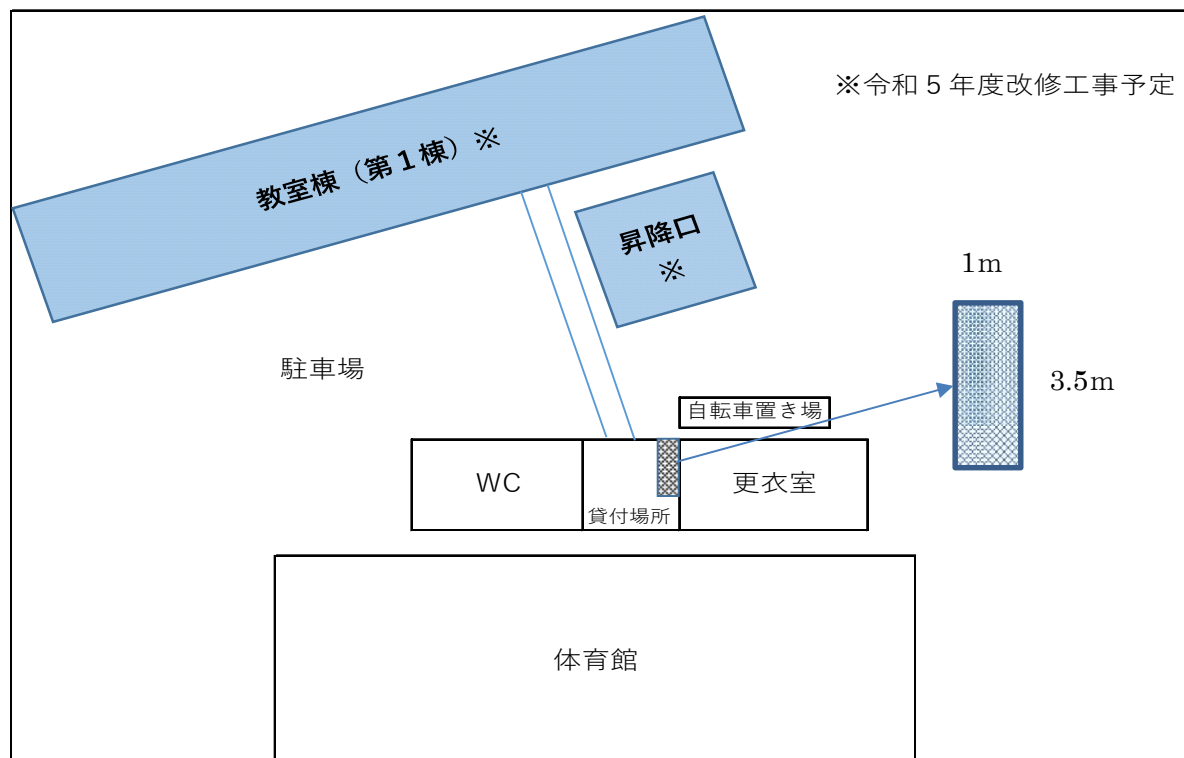 ※令和５年度改修工事予定
教室棟（第１棟）※
昇降口
※
1m
駐車場
3.5m
自転車置き場
WC
更衣室
貸付場所
体育館